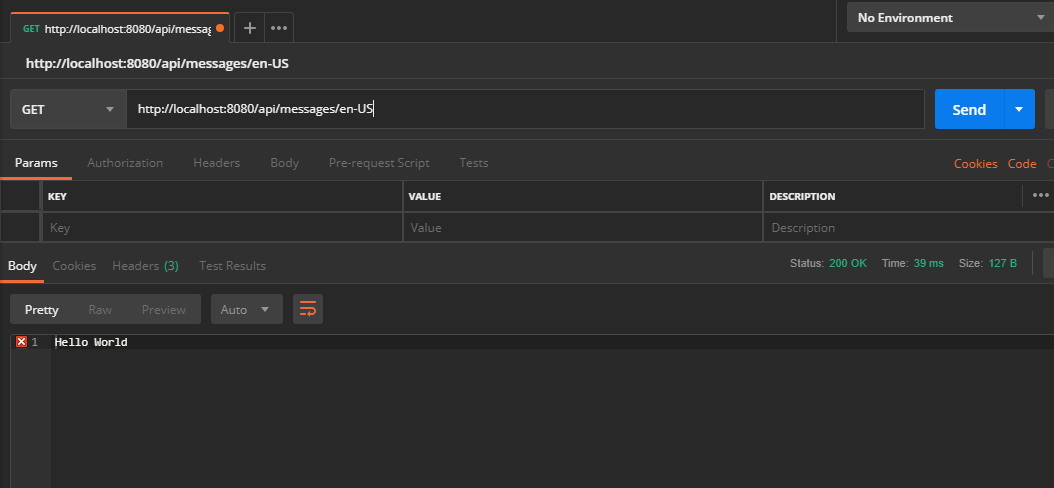 GET http://localhost:8080/api/messag
No Environment
http://localhost:8080/api/messages/en-US
GET http://localhost:8080/api/messages/en-US Send
Params Authorization Headers Body Pre-request Script Tests Cookies Code
KEY VALUE DESCRIPTION
Key Value Description
Body Cookies Headers (3) Test Results Status: 200 OK Time: 39 ms Size: 127 B
Pretty Raw Preview Auto
1 Hello World